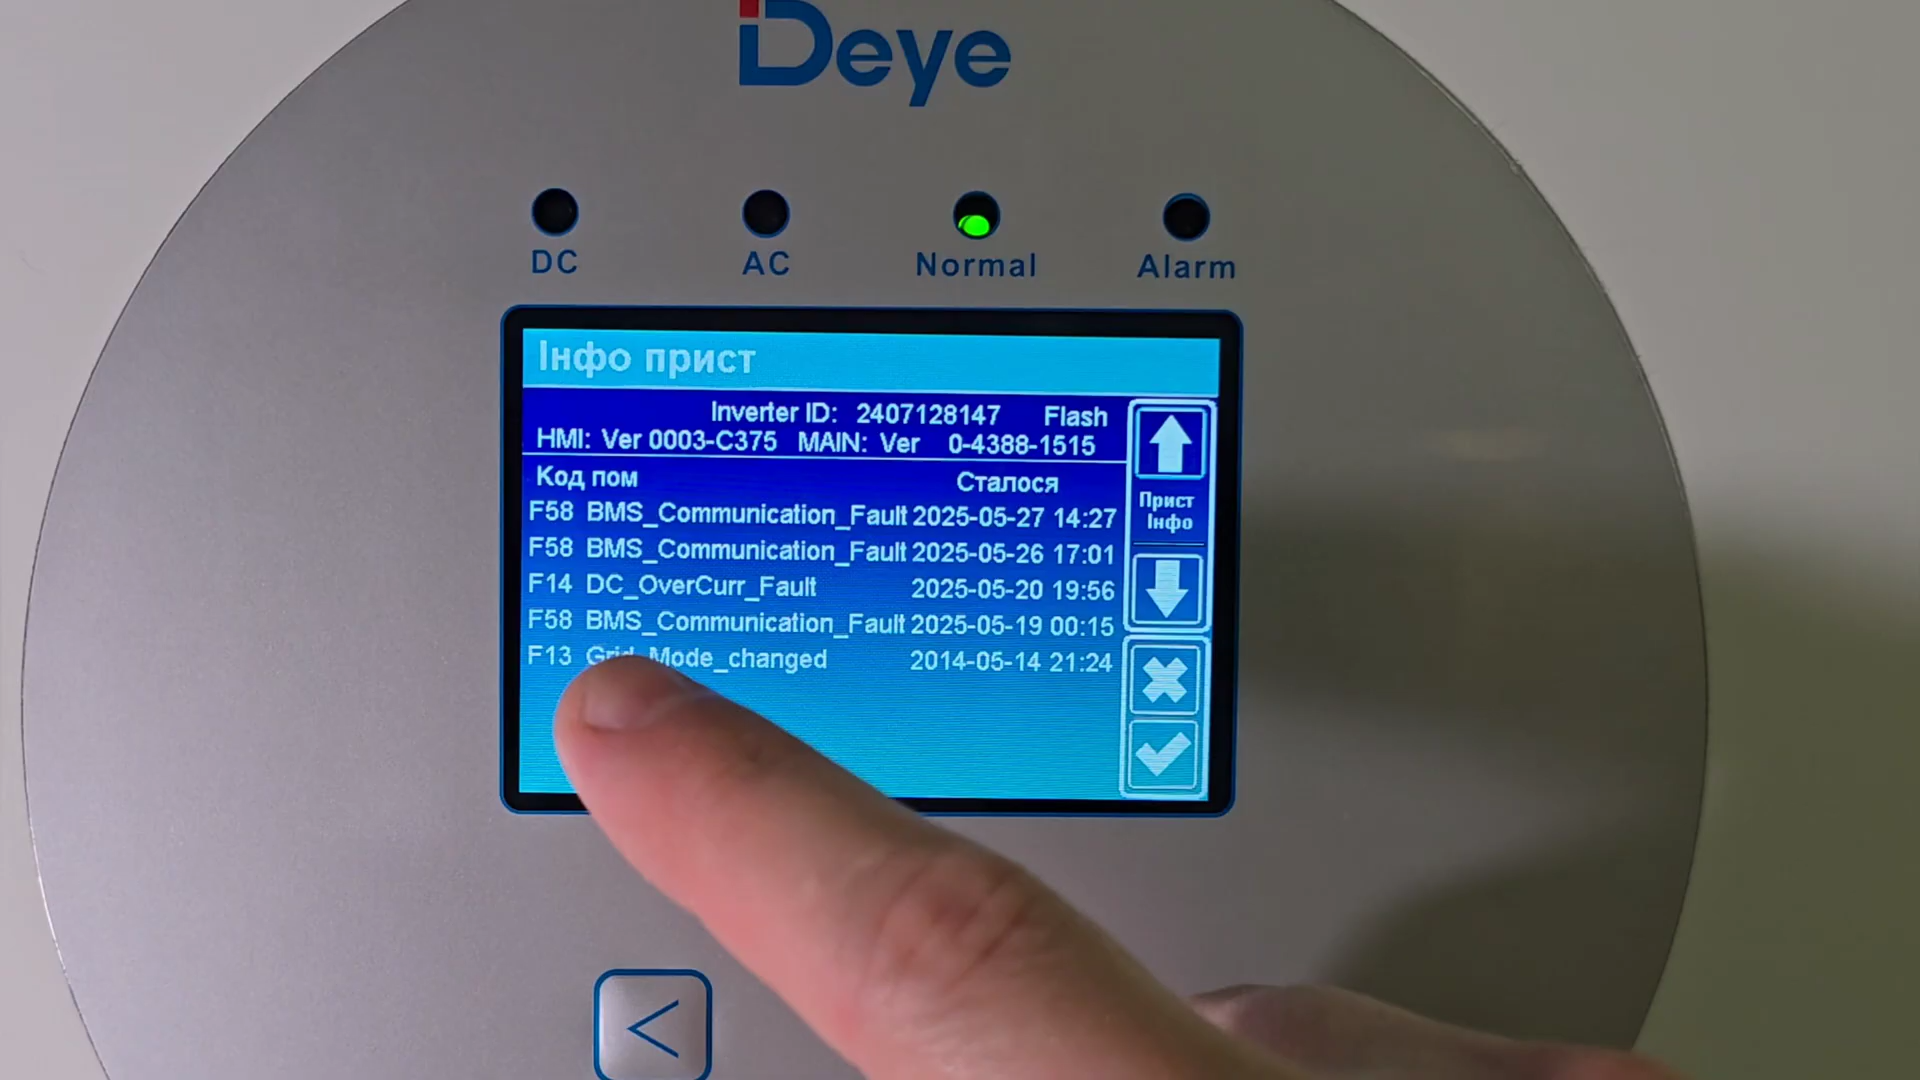 Deye
DC AC Normal Alarm
Інфо прист
Inverter ID: 2407128147 Flash
HMI: Ver 0003-C375 MAIN: Ver 0-4388-1515
Код пом Сталося
F58 BMS_Communication_Fault 2025-05-27 14:27
F58 BMS_Communication_Fault 2025-05-26 17:01
F14 DC_OverCurr_Fault 2025-05-20 19:56
F58 BMS_Communication_Fault 2025-05-19 00:15
F13 Grid_Mode_changed 2014-05-14 21:24
Прист
Інфо